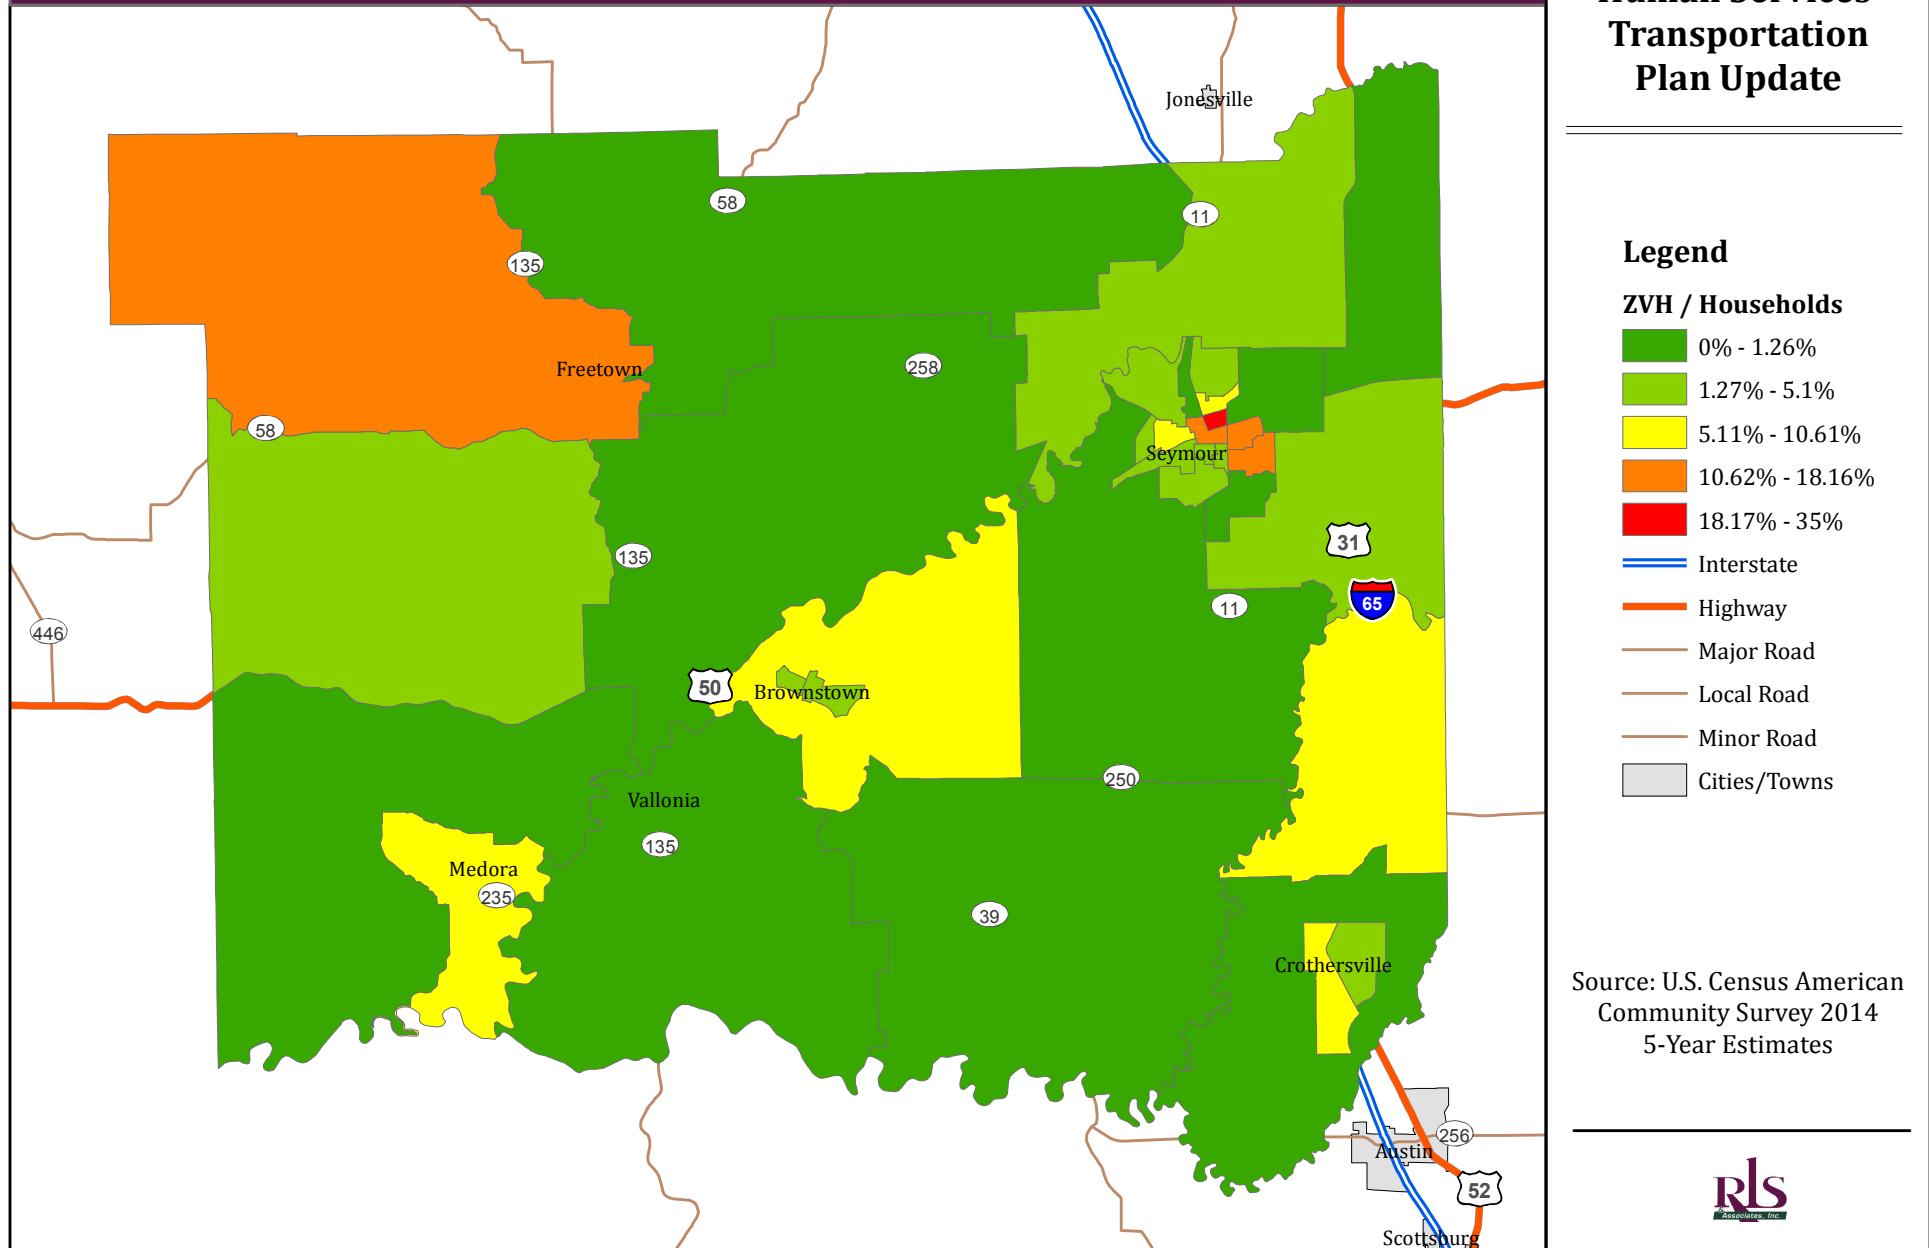 Transportation
Plan Update
Legend
ZVH / Households
0% - 1.26%
1.27% - 5.1%
5.11% - 10.61%
10.62% - 18.16%
18.17% - 35%
Interstate
Highway
Major Road
Local Road
Minor Road
Cities/Towns
Source: U.S. Census American
Community Survey 2014
5-Year Estimates
RLS
& Associates, Inc.
Jonesville
58
11
135
Freetown
258
58
Seymour
31
135
65
11
446
50
Brownstown
250
Vallonia
135
Medora
235
39
Crothersville
256
Austin
52
Scottsburg